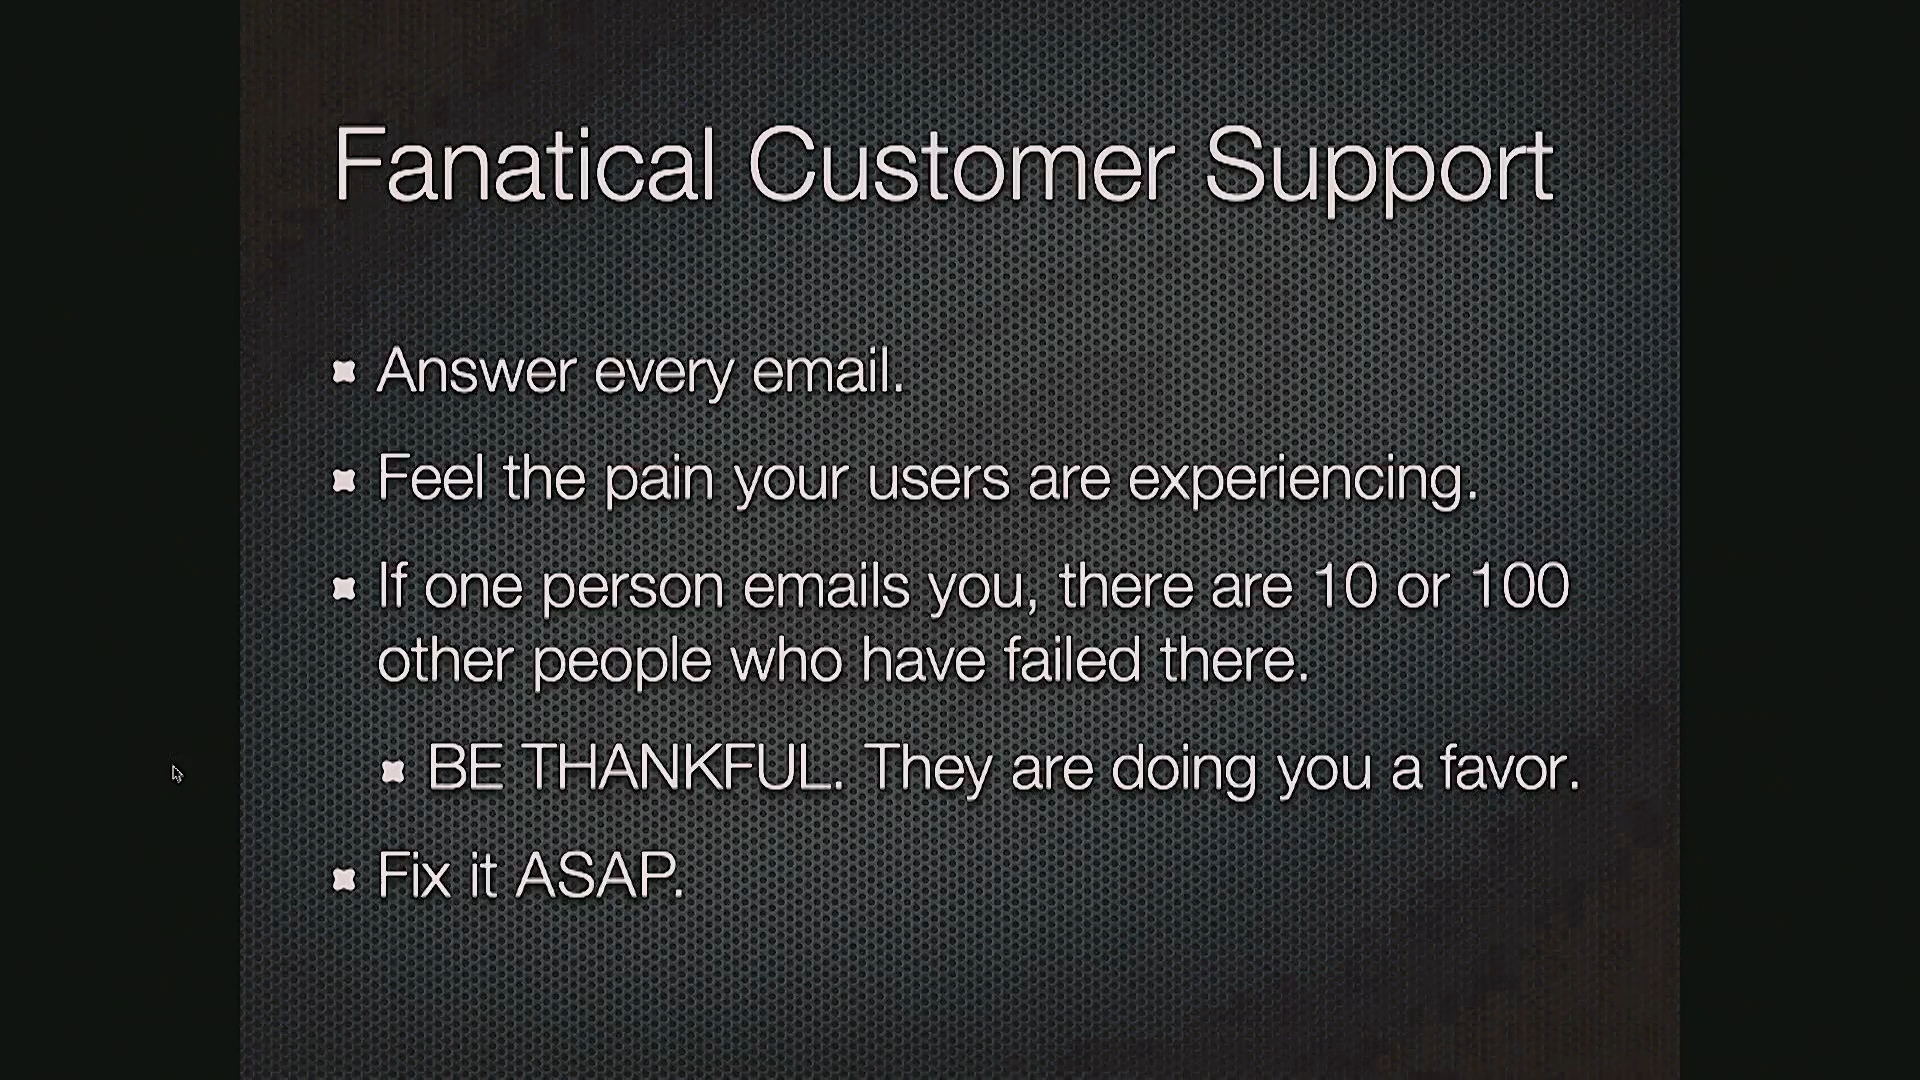 Fanatical Customer Support
Answer every email.
Feel the pain your users are experiencing.
If one person emails you, there are 10 or 100
other people who have failed there.
BE THANKFUL. They are doing you a favor.
Fix it ASAP.